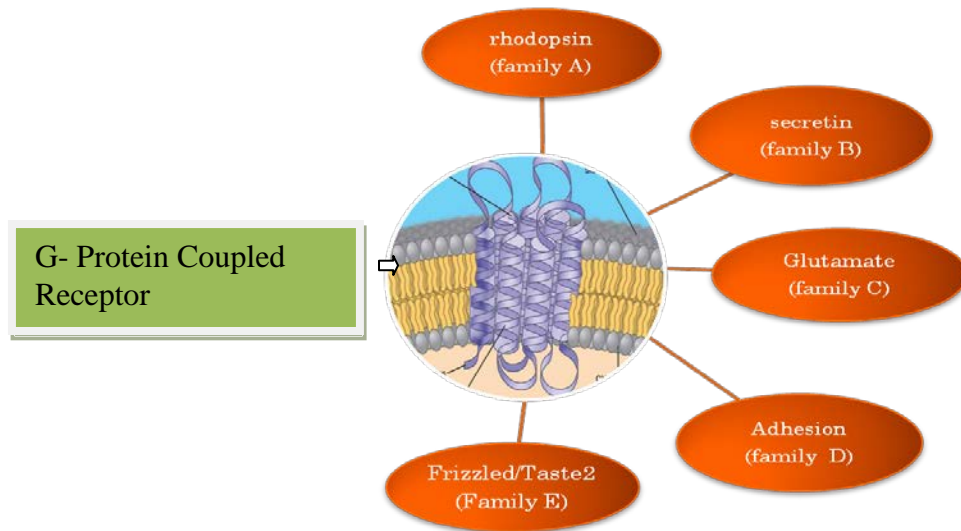 rhodopsin
(family A)
secretin
(family B)
G- Protein Coupled
Receptor
Glutamate
(family C)
Adhesion
(family D)
Frizzled/Taste2
(Family E)